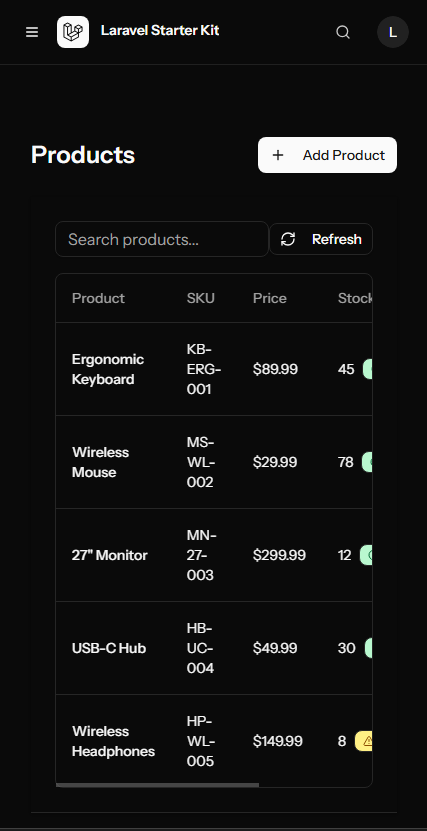 Laravel Starter Kit
L
Products
Add Product
Search products...
Refresh
Product SKU Price Stock
Ergonomic Keyboard KB-ERG-001 $89.99 45
Wireless Mouse MS-WL-002 $29.99 78
27" Monitor MN-27-003 $299.99 12
USB-C Hub HB-UC-004 $49.99 30
Wireless Headphones HP-WL-005 $149.99 8